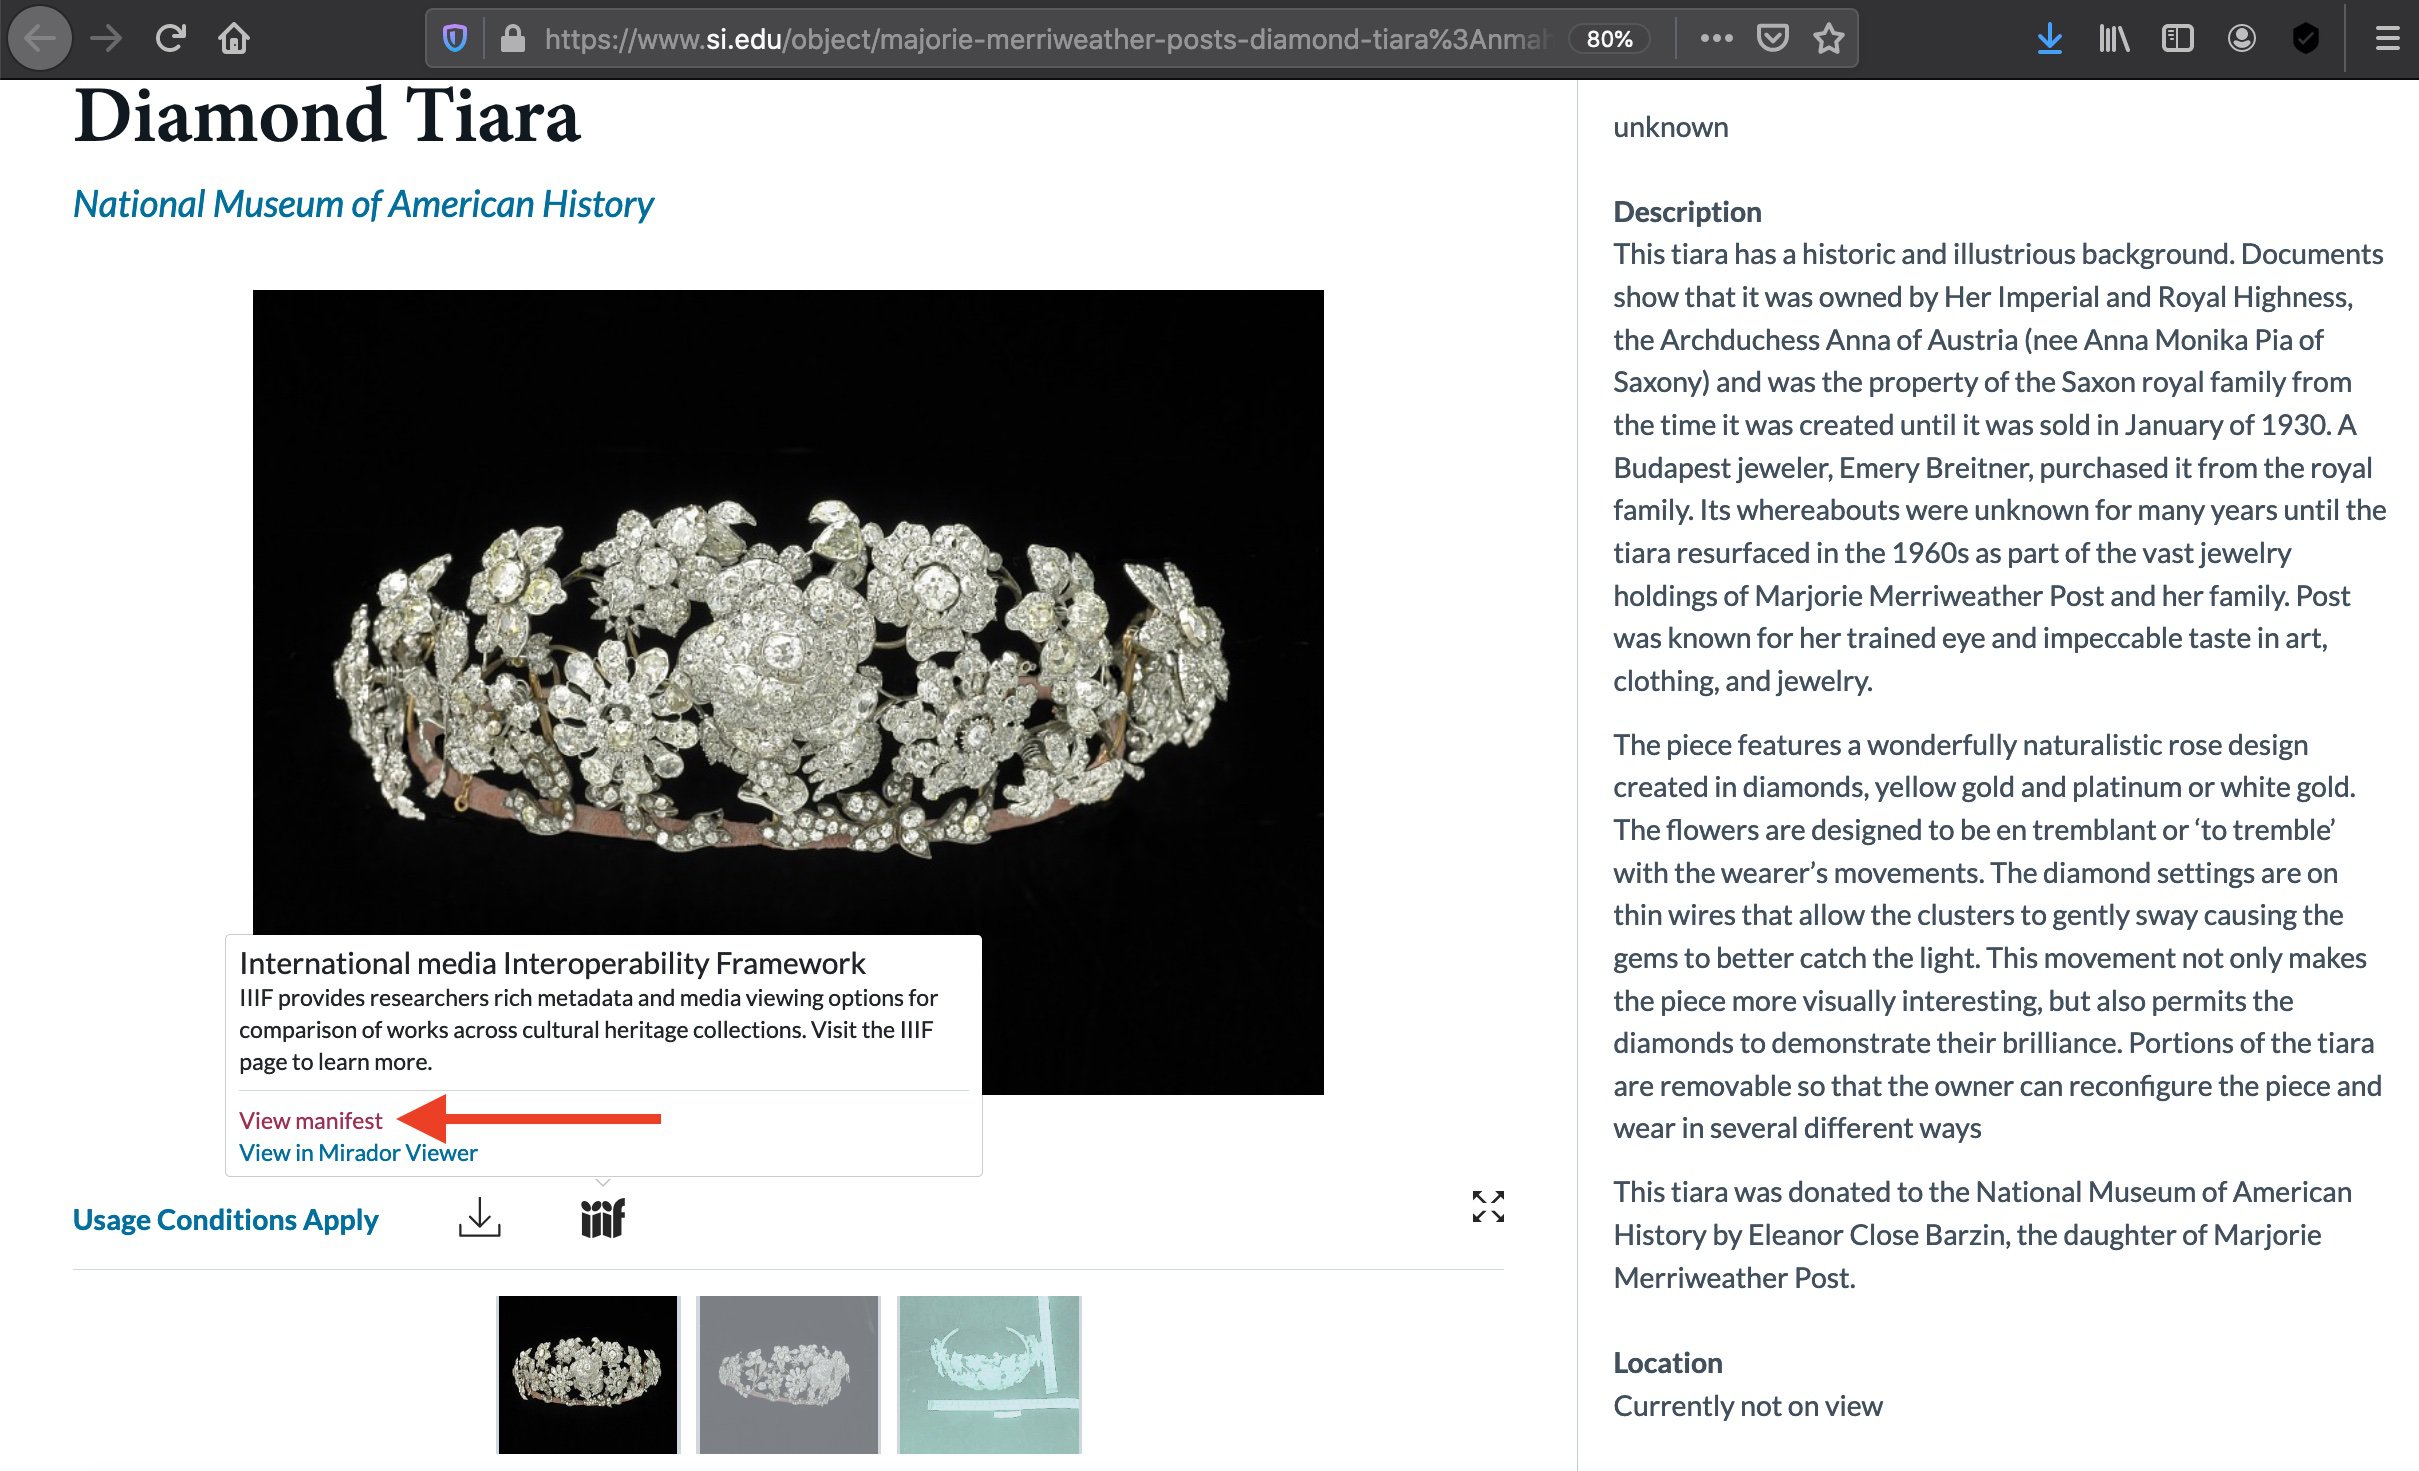 https://www.si.edu/object/majorie-merriweather-posts-diamond-tiara%3Anmah
80%
Diamond Tiara
National Museum of American History
International media Interoperability Framework
IIIF provides researchers rich metadata and media viewing options for
comparison of works across cultural heritage collections. Visit the IIIF
page to learn more.
View manifest
View in Mirador Viewer
Usage Conditions Apply
iiif
unknown
Description
This tiara has a historic and illustrious background. Documents
show that it was owned by Her Imperial and Royal Highness,
the Archduchess Anna of Austria (nee Anna Monika Pia of
Saxony) and was the property of the Saxon royal family from
the time it was created until it was sold in January of 1930. A
Budapest jeweler, Emery Breitner, purchased it from the royal
family. Its whereabouts were unknown for many years until the
tiara resurfaced in the 1960s as part of the vast jewelry
holdings of Marjorie Merriweather Post and her family. Post
was known for her trained eye and impeccable taste in art,
clothing, and jewelry.
The piece features a wonderfully naturalistic rose design
created in diamonds, yellow gold and platinum or white gold.
The flowers are designed to be en tremblant or ‘to tremble’
with the wearer’s movements. The diamond settings are on
thin wires that allow the clusters to gently sway causing the
gems to better catch the light. This movement not only makes
the piece more visually interesting, but also permits the
diamonds to demonstrate their brilliance. Portions of the tiara
are removable so that the owner can reconfigure the piece and
wear in several different ways
This tiara was donated to the National Museum of American
History by Eleanor Close Barzin, the daughter of Marjorie
Merriweather Post.
Location
Currently not on view